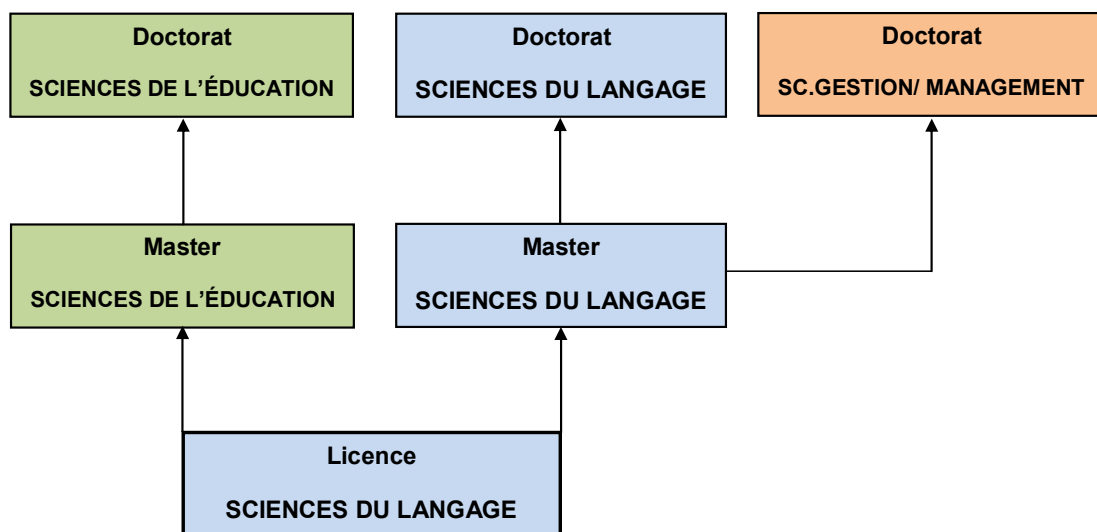 Doctorat
SCIENCES DE L’ÉDUCATION
Doctorat
SCIENCES DU LANGAGE
Doctorat
SC.GESTION/ MANAGEMENT
Master
SCIENCES DE L’ÉDUCATION
Master
SCIENCES DU LANGAGE
Licence
SCIENCES DU LANGAGE